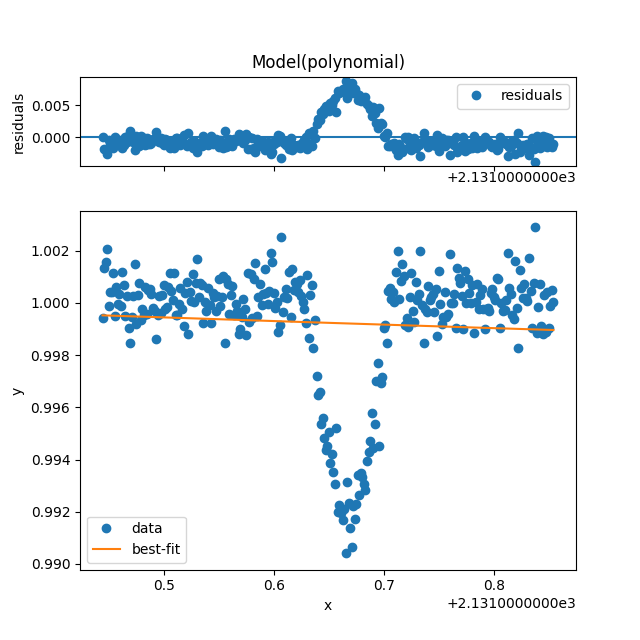 Model(polynomial)
residuals
0.005
0.000
residuals
+2.1310000000e3
1.002
1.000
0.998
0.996
0.994
0.992
0.990
y
data
best-fit
0.5 0.6 0.7 0.8
x
+2.1310000000e3